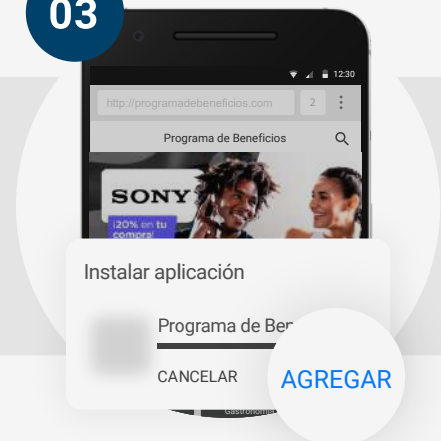 03
12:30
http://programadebeneficios.com
2
Programa de Beneficios
SONY
¡20% en tu
compra!
Instalar aplicación
Programa de Ben
CANCELAR
AGREGAR
Gastronomía